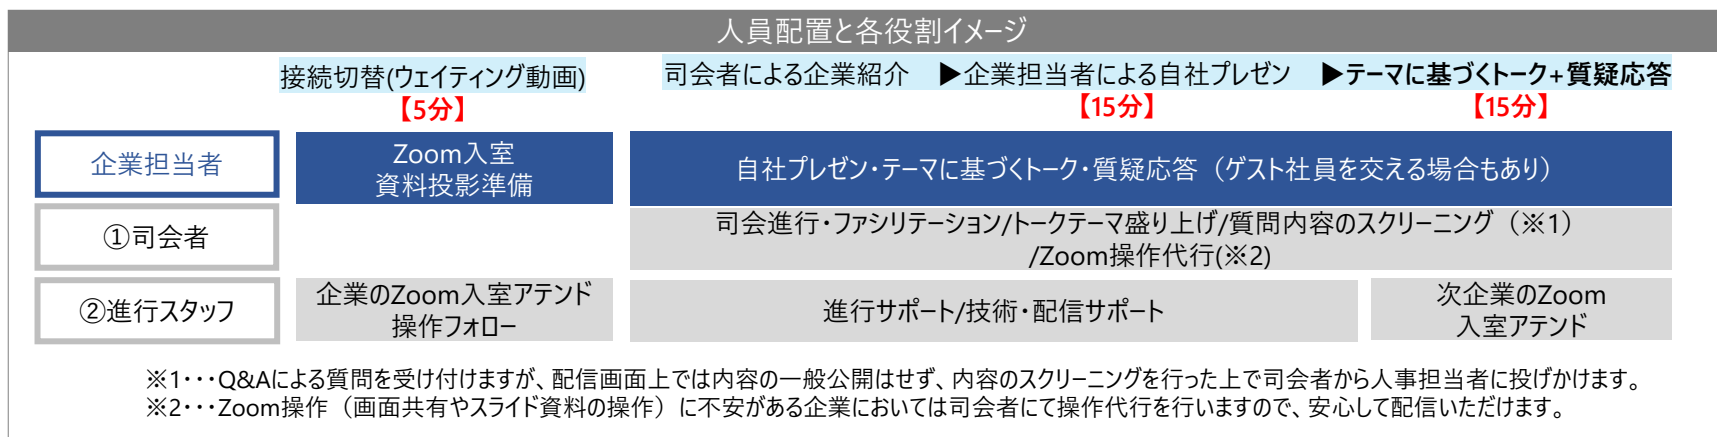 人員配置と各役割イメージ
接続切替(ウェイティング動画)
【5分】
司会者による企業紹介 ▶企業担当者による自社プレゼン ▶テーマに基づくトーク+質疑応答
【15分】 【15分】
企業担当者
Zoom入室
資料投影準備
自社プレゼン・テーマに基づくトーク・質疑応答（ゲスト社員を交える場合もあり）
①司会者
司会進行・ファシリテーション/トークテーマ盛り上げ/質問内容のスクリーニング（※1）
/Zoom操作代行(※2)
②進行スタッフ
企業のZoom入室アテンド
操作フォロー
進行サポート/技術・配信サポート
次企業のZoom
入室アテンド
※1・・・Q&Aによる質問を受け付けますが、配信画面上では内容の一般公開はせず、内容のスクリーニングを行った上で司会者から人事担当者に投げかけます。
※2・・・Zoom操作（画面共有やスライド資料の操作）に不安がある企業においては司会者にて操作代行を行いますので、安心して配信いただけます。